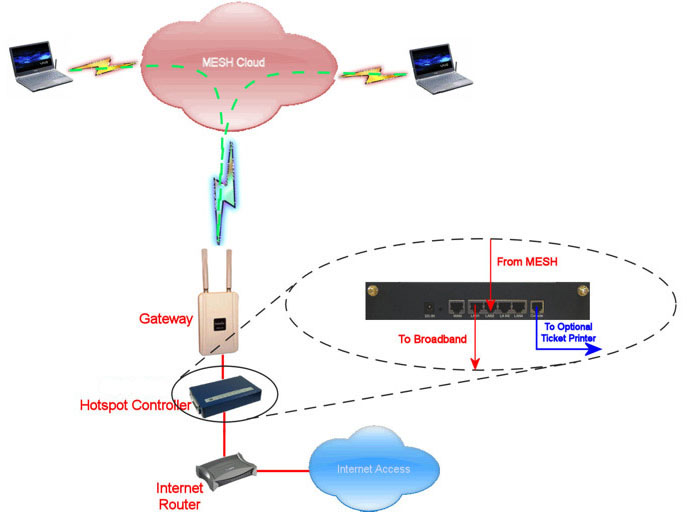 MESH Cloud
From MESH
Gateway
To Broadband
To Optional
Ticket Printer
Hotspot Controller
Internet Access
Internet
Router